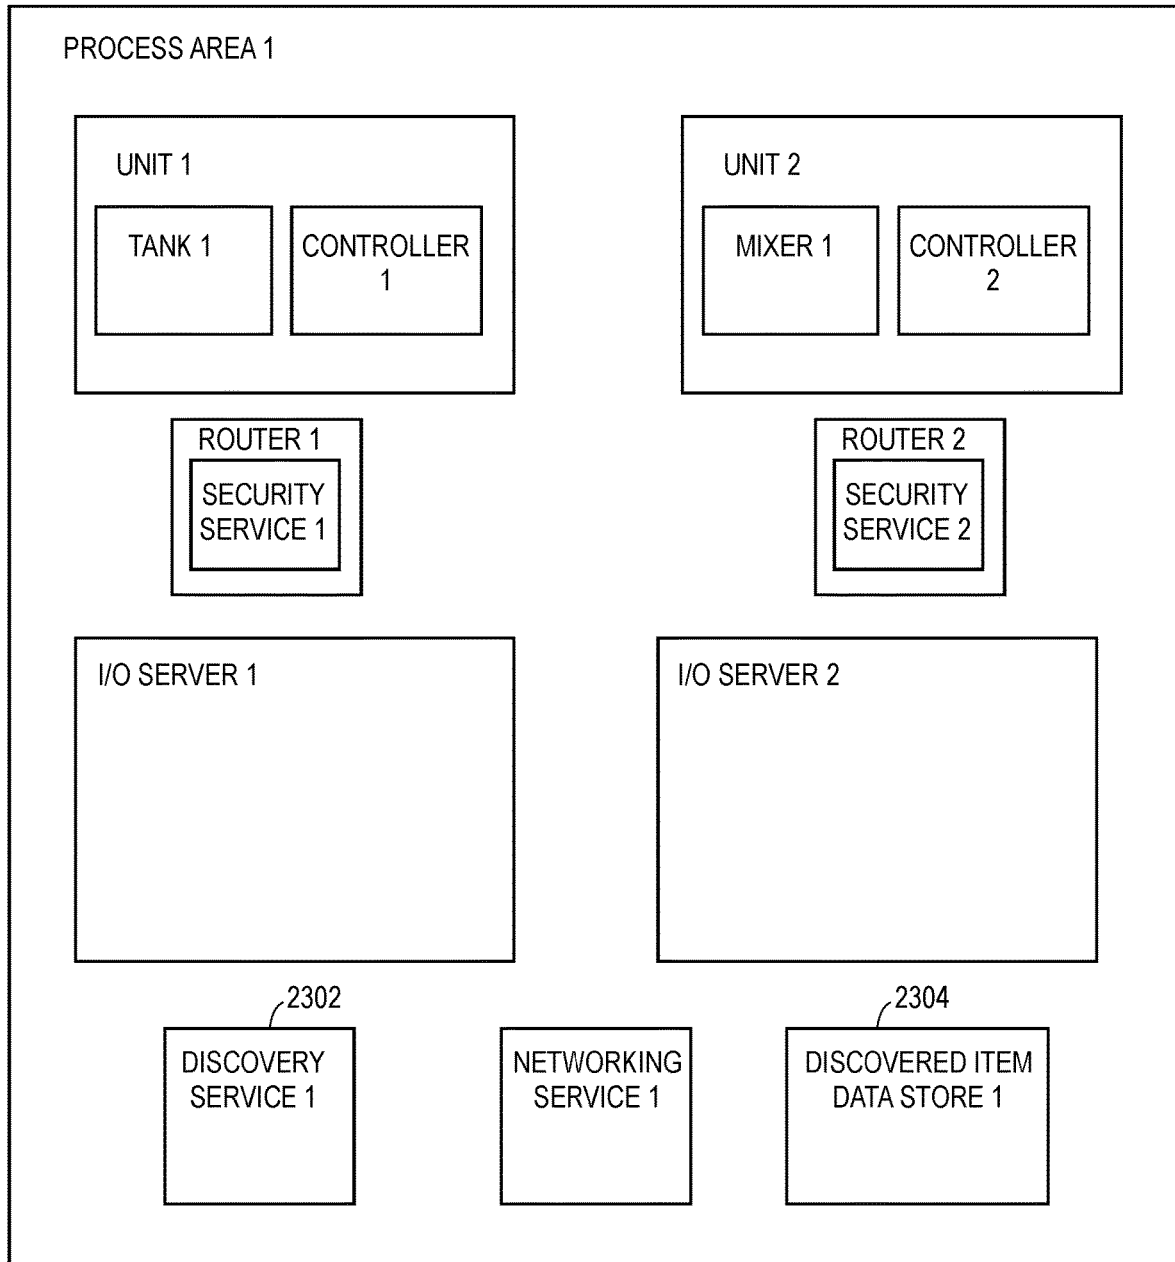 PROCESS AREA 1
UNIT 1
TANK 1
CONTROLLER
1
UNIT 2
MIXER 1
CONTROLLER
2
ROUTER 1
SECURITY
SERVICE 1
ROUTER 2
SECURITY
SERVICE 2
I/O SERVER 1
I/O SERVER 2
2302
DISCOVERY
SERVICE 1
NETWORKING
SERVICE 1
2304
DISCOVERED ITEM
DATA STORE 1